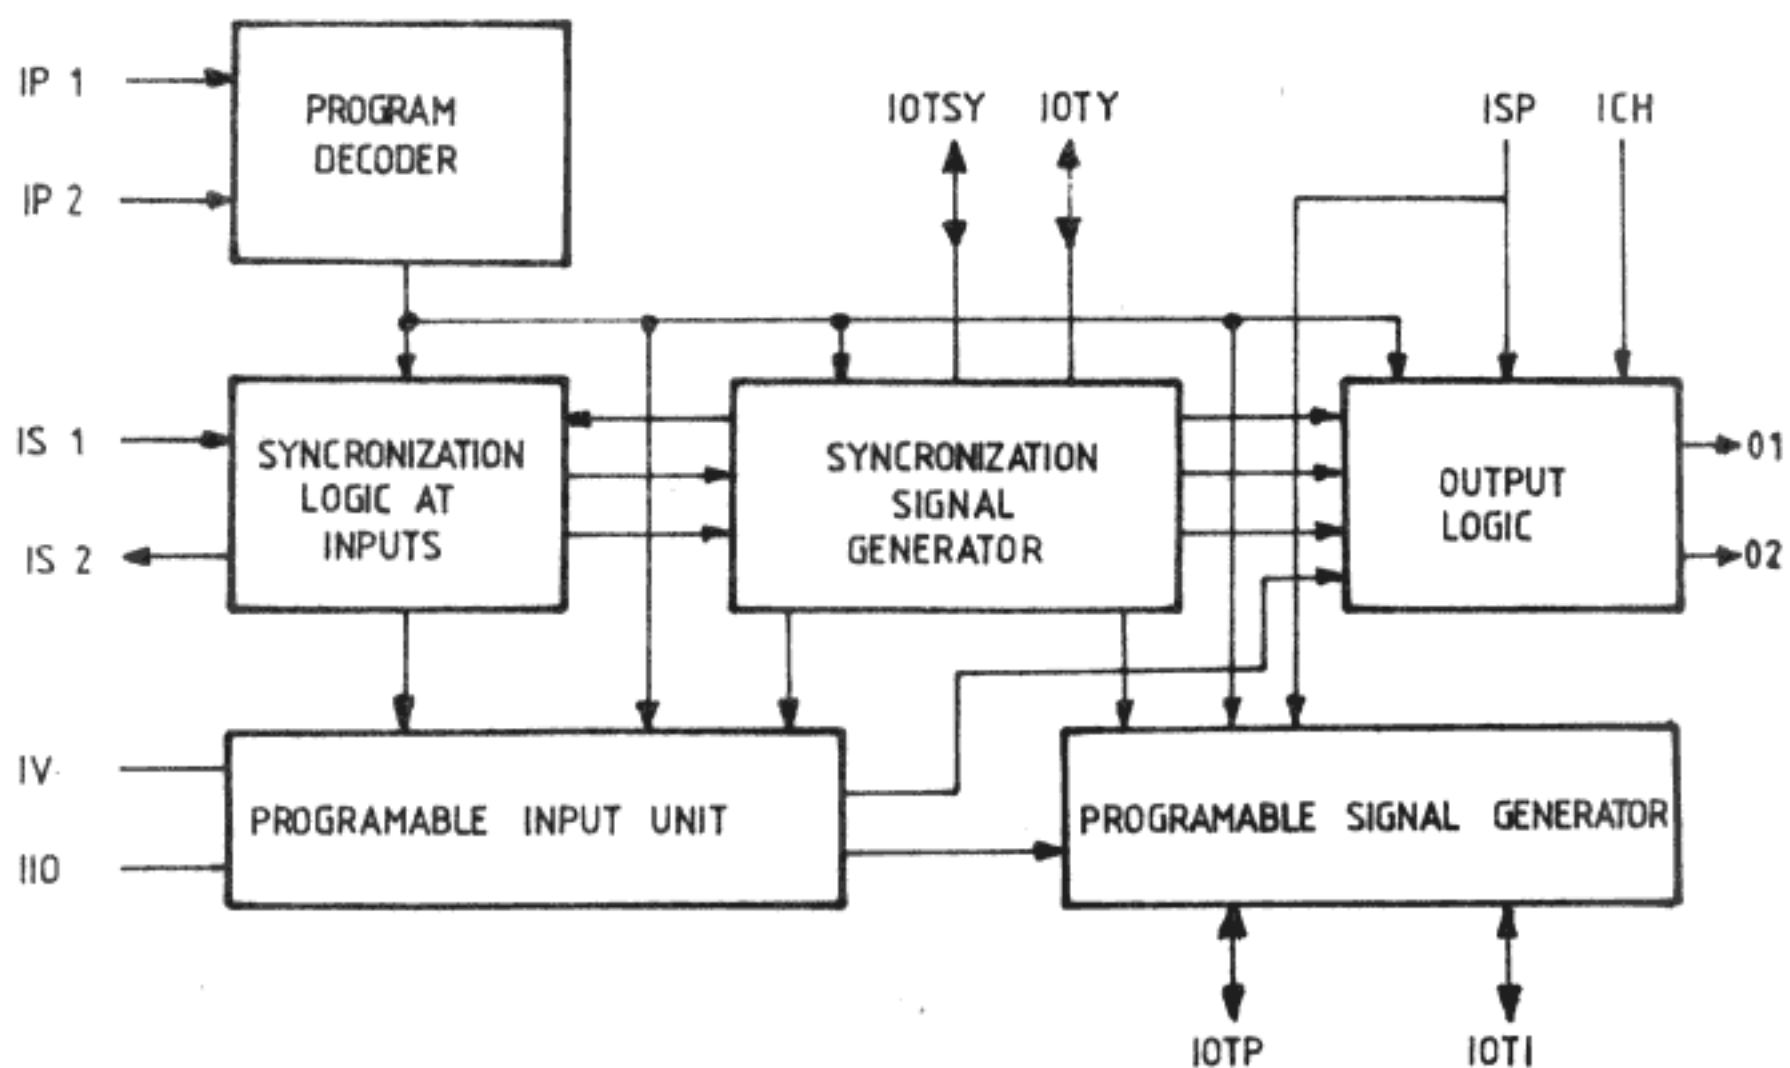 IP 1
PROGRAM
DECODER
IP 2
IOTSY
IOTY
ISP
ICH
IS 1
SYNCRONIZATION
LOGIC AT
INPUTS
IS 2
SYNCRONIZATION
SIGNAL
GENERATOR
OUTPUT
LOGIC
01
02
IV
PROGRAMABLE INPUT UNIT
II0
PROGRAMABLE SIGNAL GENERATOR
IOTP
IOTI